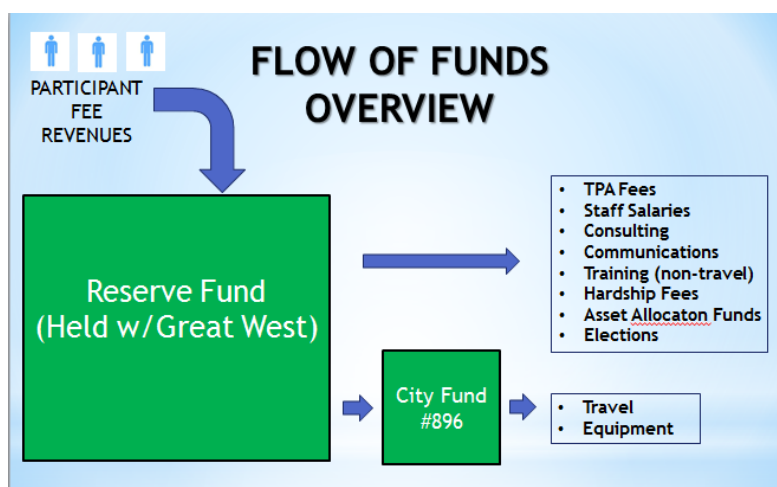 FLOW OF FUNDS
OVERVIEW
PARTICIPANT
FEE
REVENUES
Reserve Fund
(Held w/Great West)
• TPA Fees
• Staff Salaries
• Consulting
• Communications
• Training (non-travel)
• Hardship Fees
• Asset Allocaton Funds
• Elections
City Fund
#896
• Travel
• Equipment